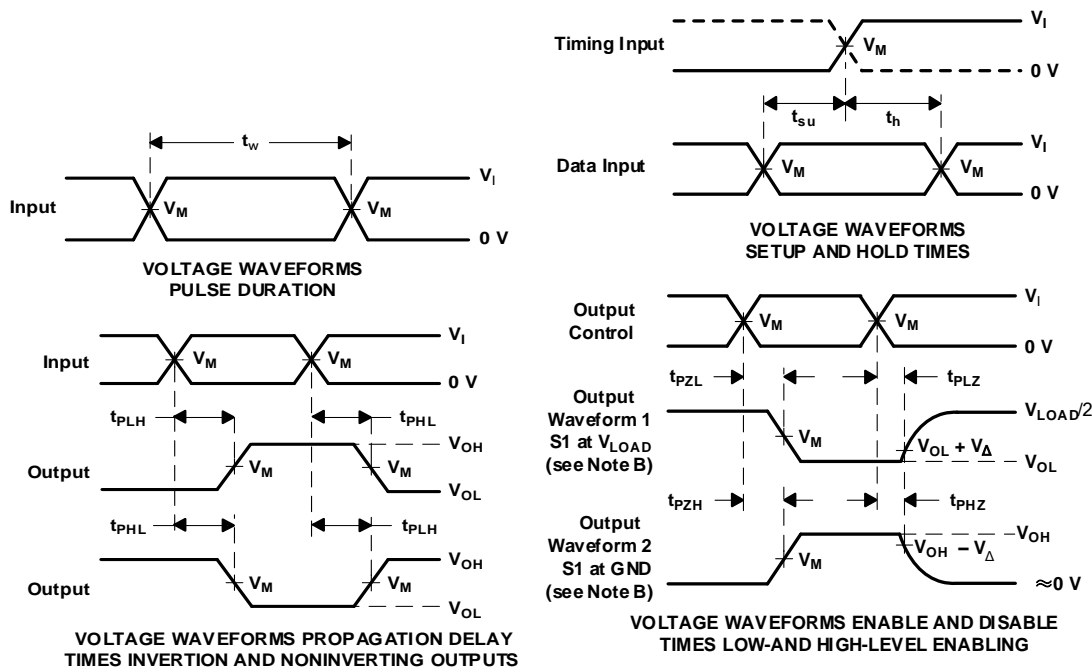 t_w
Input
V_M
V_M
V_I
0 V
VOLTAGE WAVEFORMS
PULSE DURATION
Timing Input
V_M
V_I
0 V
t_su
t_h
Data Input
V_M
V_M
V_I
0 V
VOLTAGE WAVEFORMS
SETUP AND HOLD TIMES
Input
V_M
V_M
V_I
0 V
t_PLH
t_PHL
Output
V_M
V_M
V_OH
V_OL
t_PHL
t_PLH
Output
V_M
V_M
V_OH
V_OL
VOLTAGE WAVEFORMS PROPAGATION DELAY
TIMES INVERTION AND NONINVERTING OUTPUTS
Output
Control
V_M
V_M
V_I
0 V
t_PZL
t_PLZ
Output
Waveform 1
S1 at V_LOAD
(see Note B)
V_M
V_LOAD/2
V_OL + V_Δ
V_OL
t_PZH
t_PHZ
Output
Waveform 2
S1 at GND
(see Note B)
V_M
V_OH
V_OH − V_Δ
≈0 V
VOLTAGE WAVEFORMS ENABLE AND DISABLE
TIMES LOW-AND HIGH-LEVEL ENABLING